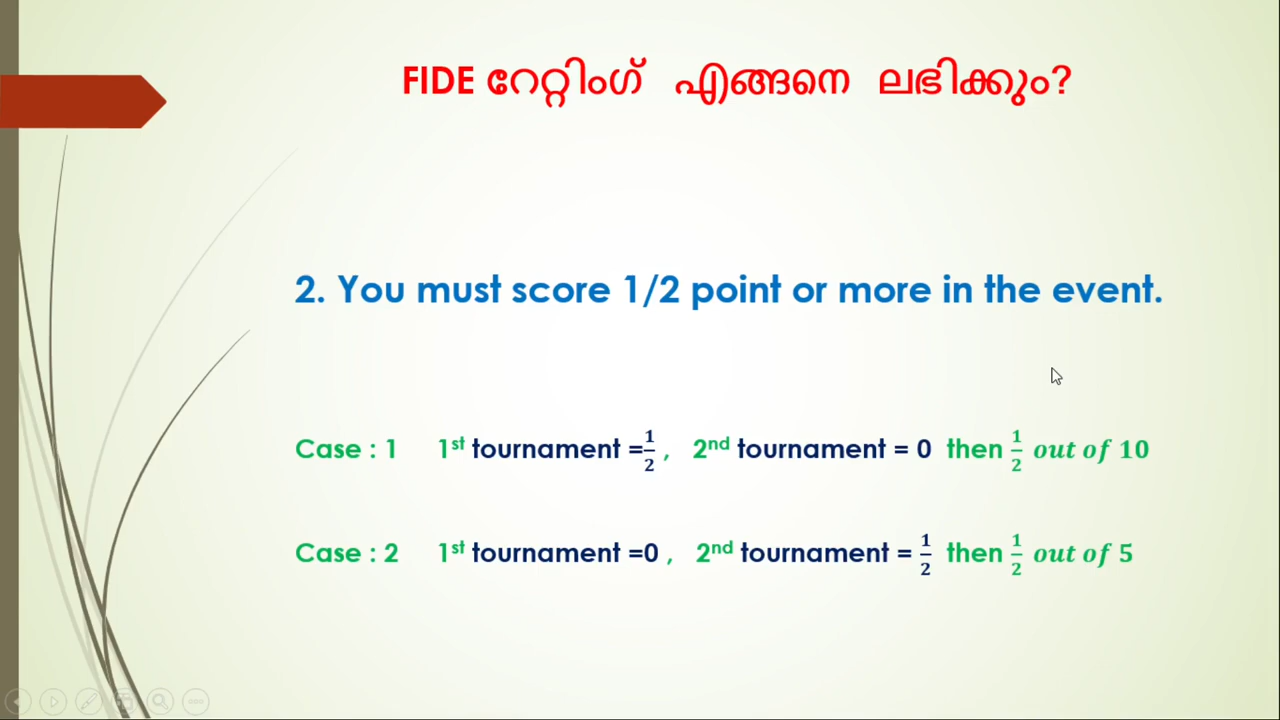 FIDE റേറ്റിംഗ് എങ്ങനെ ലഭിക്കും?
2. You must score 1/2 point or more in the event.
Case : 1 1st tournament =1/2 , 2nd tournament = 0 then 1/2 out of 10
Case : 2 1st tournament =0 , 2nd tournament = 1/2 then 1/2 out of 5